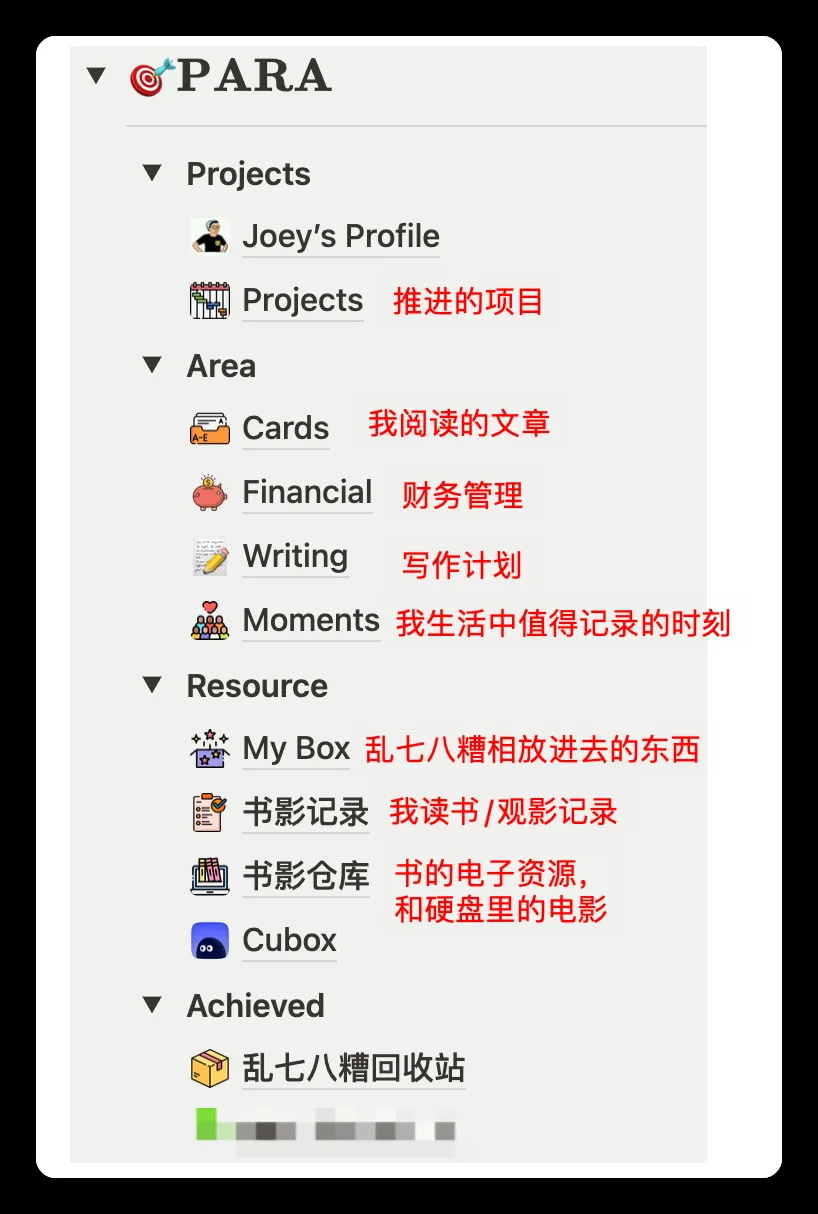 PARA
Projects
Joey’s Profile
Projects 推进的项目
Area
Cards 我阅读的文章
Financial 财务管理
Writing 写作计划
Moments 我生活中值得记录的时刻
Resource
My Box 乱七八糟相放进去的东西
书影记录 我读书/观影记录
书影仓库 书的电子资源，
和硬盘里的电影
Cubox
Achieved
乱七八糟回收站